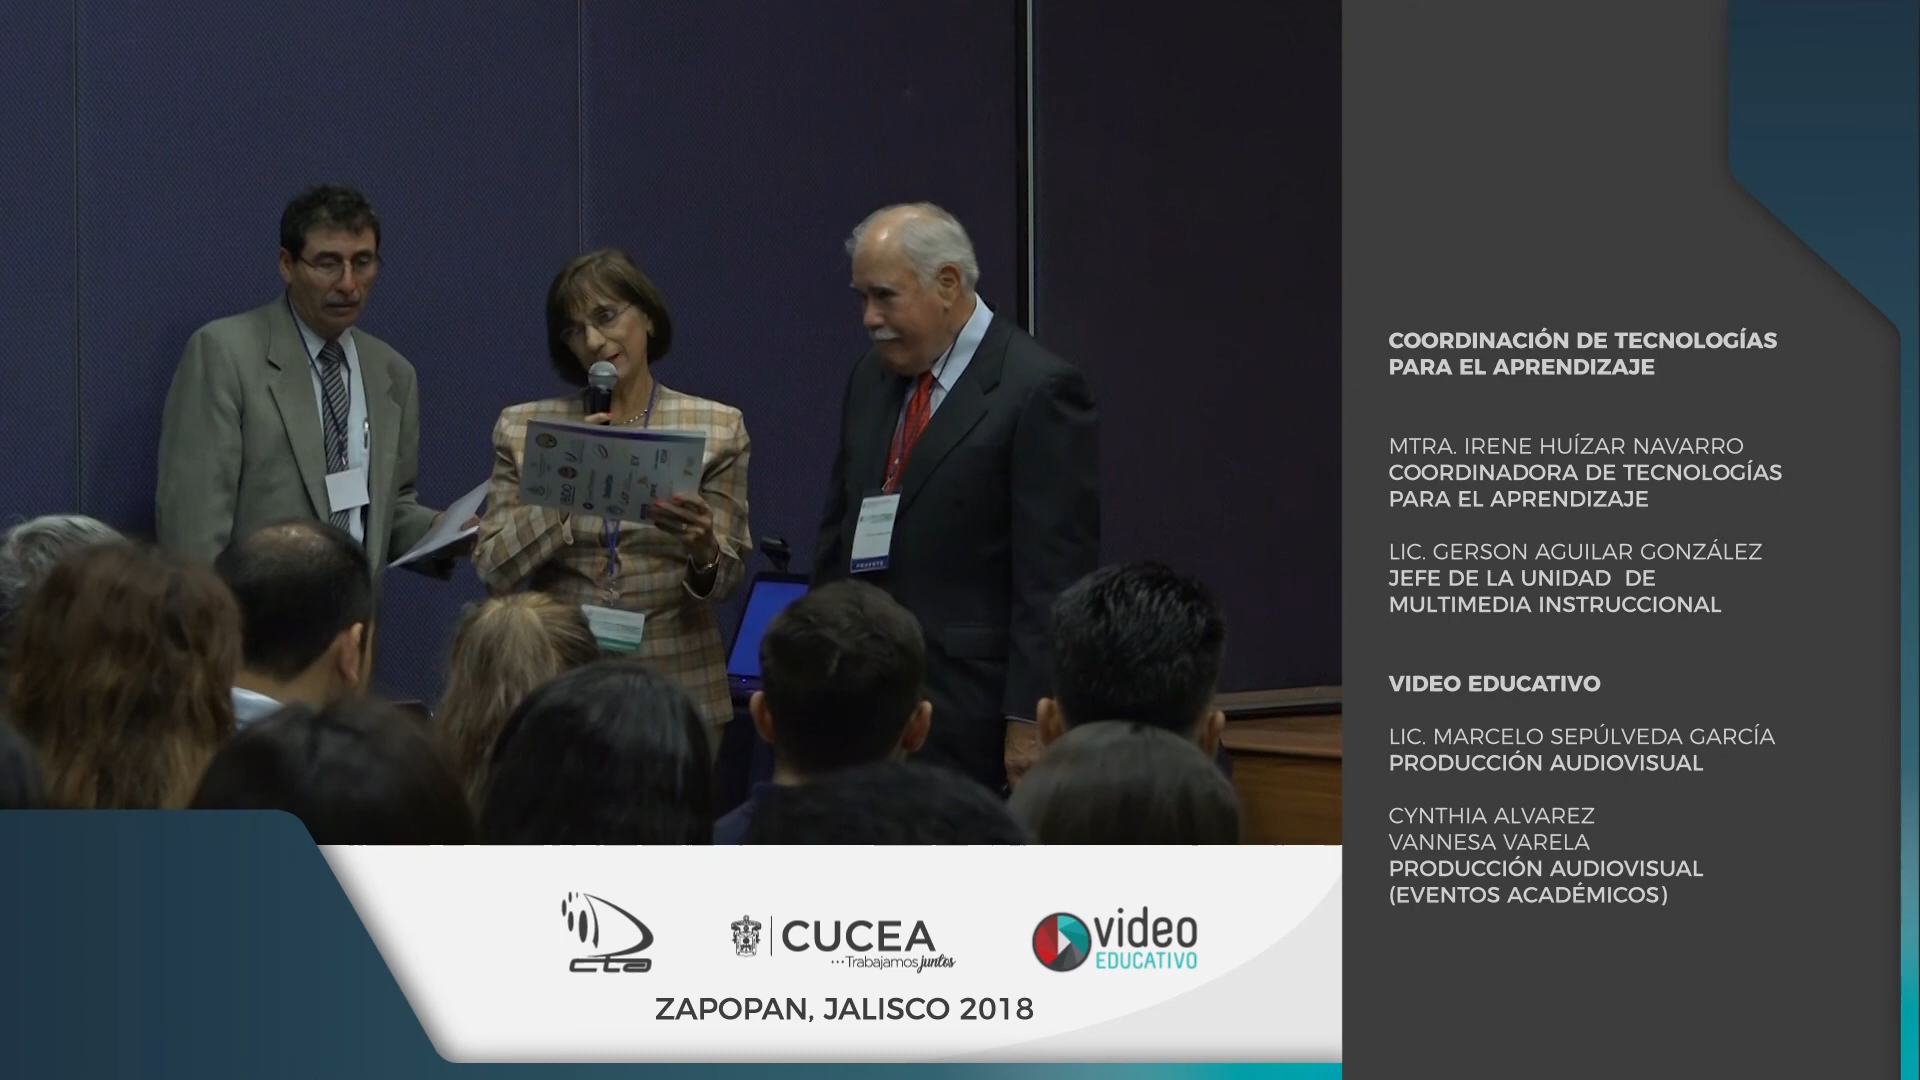 COORDINACIÓN DE TECNOLOGÍAS
PARA EL APRENDIZAJE
MTRA. IRENE HUÍZAR NAVARRO
COORDINADORA DE TECNOLOGÍAS
PARA EL APRENDIZAJE
LIC. GERSON AGUILAR GONZÁLEZ
JEFE DE LA UNIDAD DE
MULTIMEDIA INSTRUCCIONAL
VIDEO EDUCATIVO
LIC. MARCELO SEPÚLVEDA GARCÍA
PRODUCCIÓN AUDIOVISUAL
CYNTHIA ALVAREZ
VANNESA VARELA
PRODUCCIÓN AUDIOVISUAL
(EVENTOS ACADÉMICOS)
cta
CUCEA
...Trabajamos juntos
video
EDUCATIVO
ZAPOPAN, JALISCO 2018